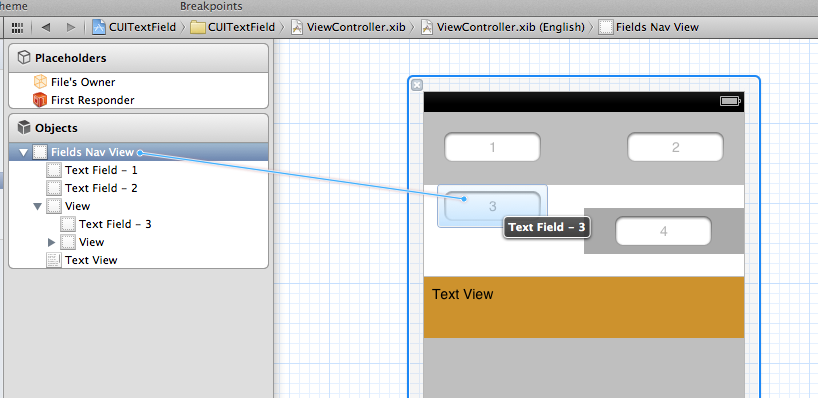 heme
Breakpoints
CUITextField
CUITextField
ViewController.xib
ViewController.xib (English)
Fields Nav View
Placeholders
File's Owner
First Responder
Objects
Fields Nav View
Text Field - 1
Text Field - 2
View
Text Field - 3
View
Text View
1
2
3
Text Field - 3
4
Text View